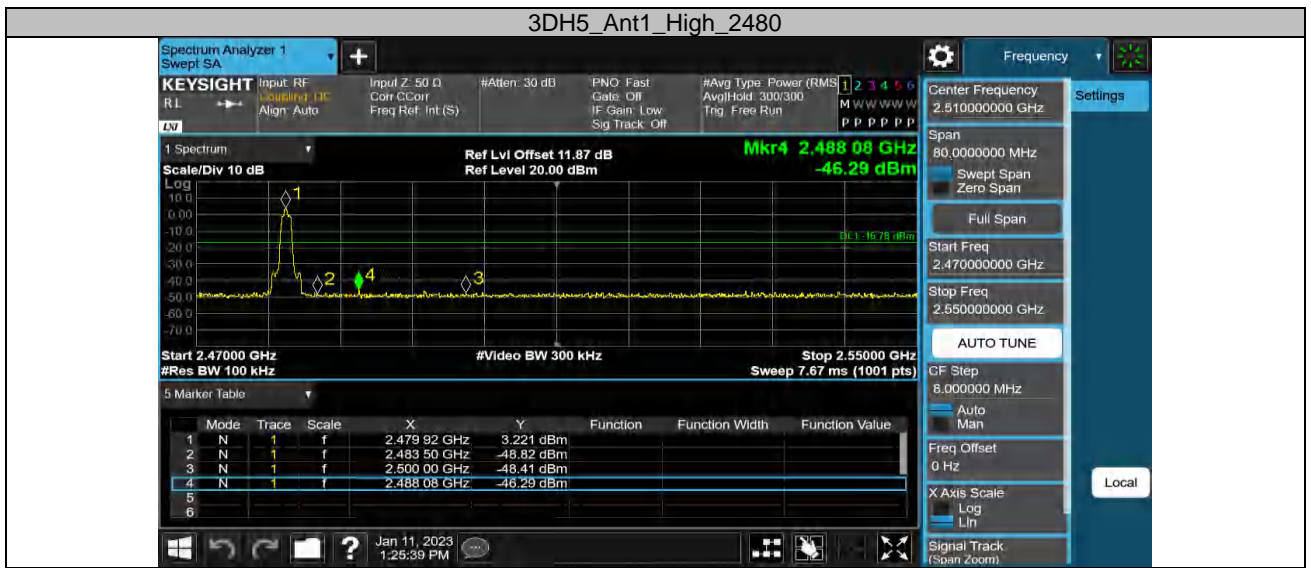 3DH5_Ant1_High_2480
Spectrum Analyzer 1
Swept SA
Frequency
KEYSIGHT
RL
LXI
Input: RF
Coupling: DC
Align: Auto
Input Z: 50 Ω
Corr CCorr
Freq Ref: Int (S)
#Atten: 30 dB
PNO: Fast
Gate: Off
IF Gain: Low
Sig Track: Off
#Avg Type: Power (RMS
Avg|Hold: 300/300
Trig: Free Run
1 2 3 4 5 6
M W W W W W
P P P P P P
Settings
1 Spectrum
Scale/Div 10 dB
Ref Lvl Offset 11.87 dB
Ref Level 20.00 dBm
Mkr4 2.488 08 GHz
-46.29 dBm
Log
10.0
0.00
-10.0
-20.0
-30.0
-40.0
-50.0
-60.0
-70.0
1
2
4
3
DL1 -16.78 dBm
Start 2.47000 GHz
#Video BW 300 kHz
Stop 2.55000 GHz
#Res BW 100 kHz
Sweep 7.67 ms (1001 pts)
5 Marker Table
Mode Trace Scale X Y Function Function Width Function Value
1 N 1 f 2.479 92 GHz 3.221 dBm
2 N 1 f 2.483 50 GHz -48.82 dBm
3 N 1 f 2.500 00 GHz -48.41 dBm
4 N 1 f 2.488 08 GHz -46.29 dBm
5
6
Center Frequency
2.510000000 GHz
Span
80.0000000 MHz
Swept Span
Zero Span
Full Span
Start Freq
2.470000000 GHz
Stop Freq
2.550000000 GHz
AUTO TUNE
CF Step
8.000000 MHz
Auto
Man
Freq Offset
0 Hz
X Axis Scale
Log
Lin
Signal Track
(Span Zoom)
Local
?
Jan 11, 2023
1:25:39 PM